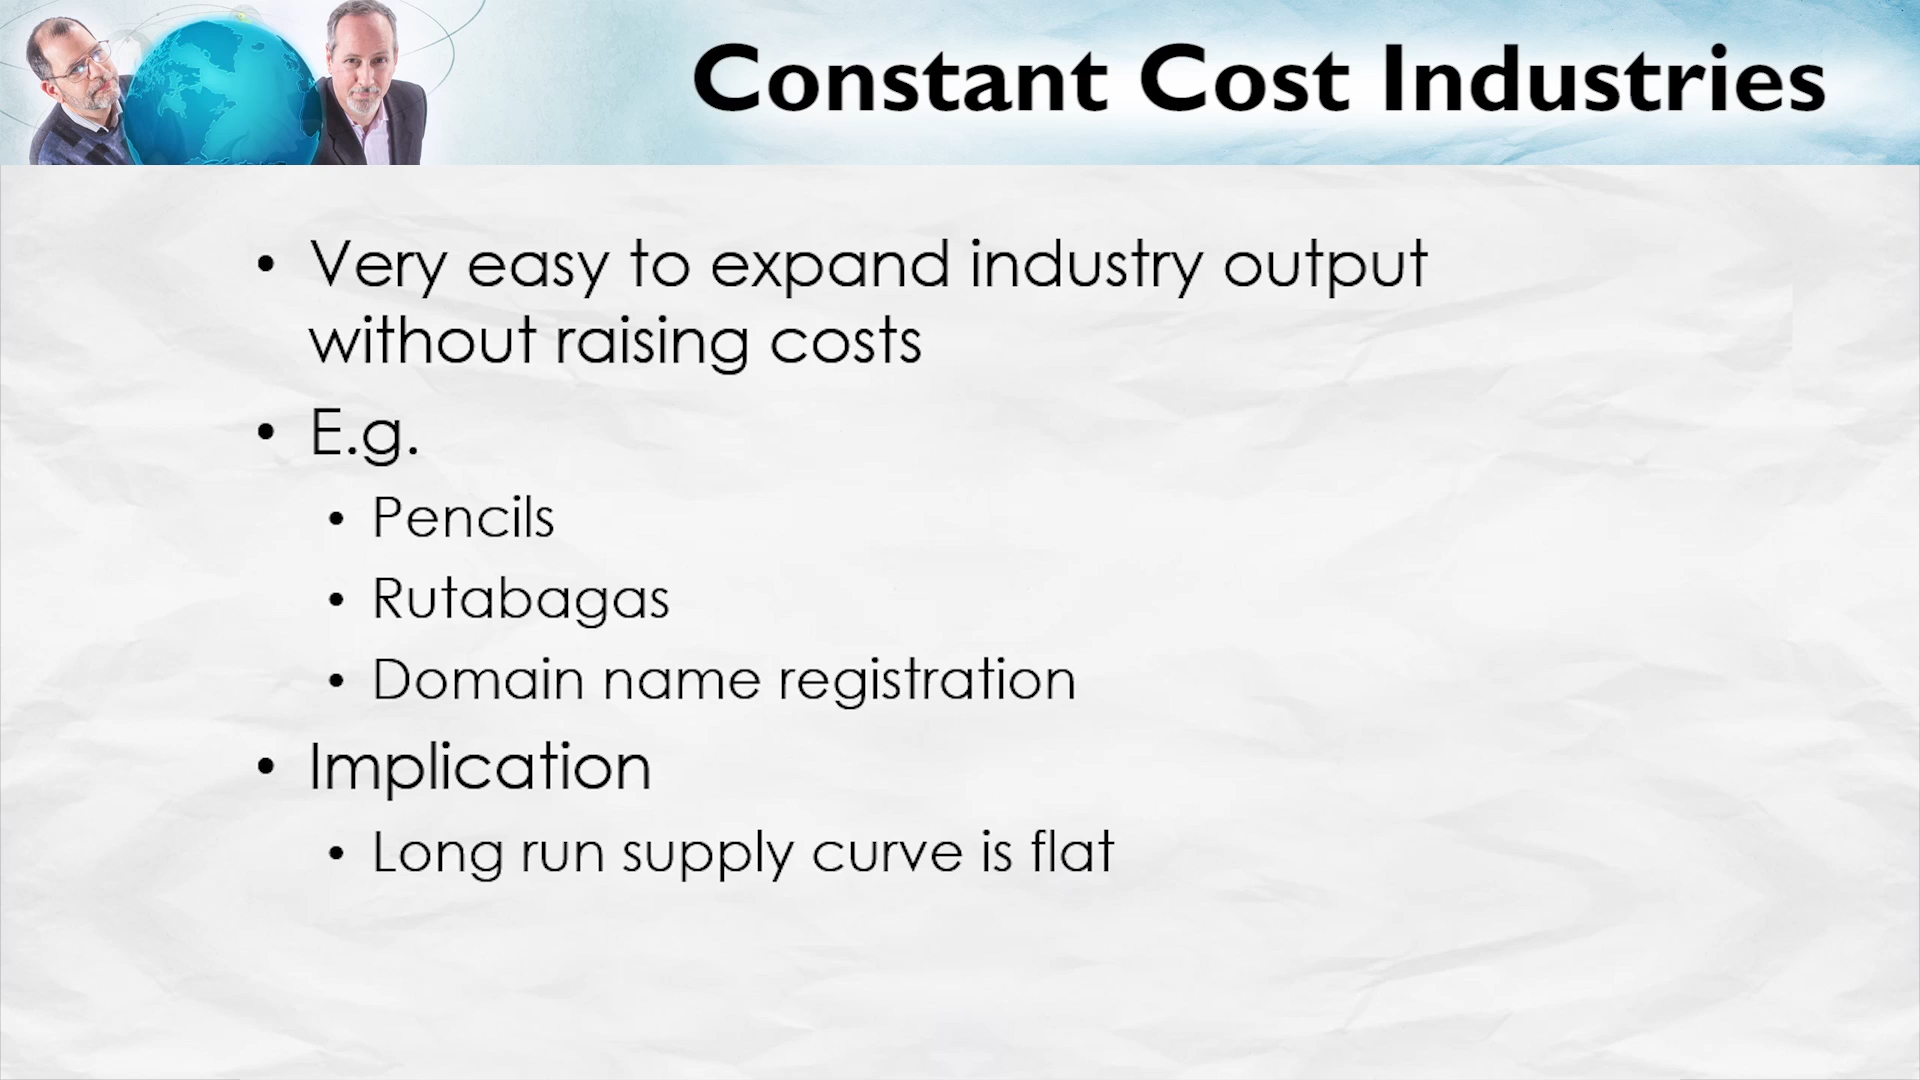 Constant Cost Industries
• Very easy to expand industry output
without raising costs
• E.g.
• Pencils
• Rutabagas
• Domain name registration
• Implication
• Long run supply curve is flat